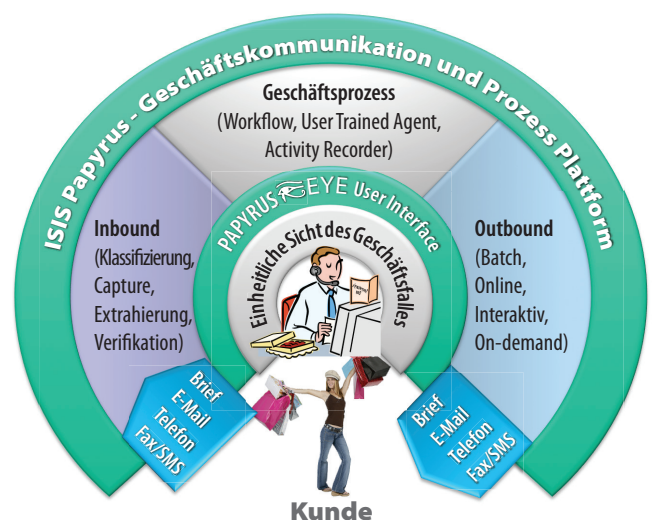 ISIS Papyrus - Geschäftskommunikation und Prozess Plattform
Geschäftsprozess
(Workflow, User Trained Agent,
Activity Recorder)
PAPYRUS EYE User Interface
Einheitliche Sicht des Geschäftsfalles
Inbound
(Klassifizierung,
Capture,
Extrahierung,
Verifikation)
Outbound
(Batch,
Online,
Interaktiv,
On-demand)
Brief
E-Mail
Telefon
Fax/SMS
Brief
E-Mail
Telefon
Fax/SMS
Kunde